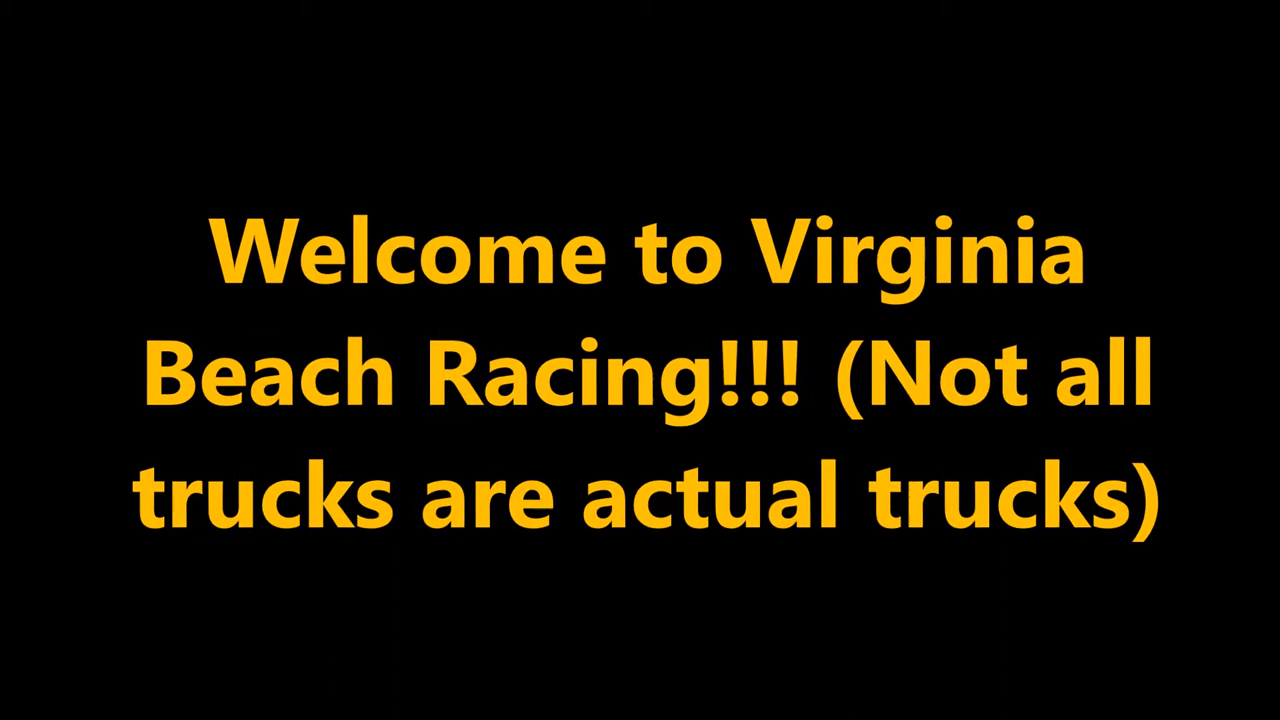 Welcome to Virginia
Beach Racing!!! (Not all
trucks are actual trucks)